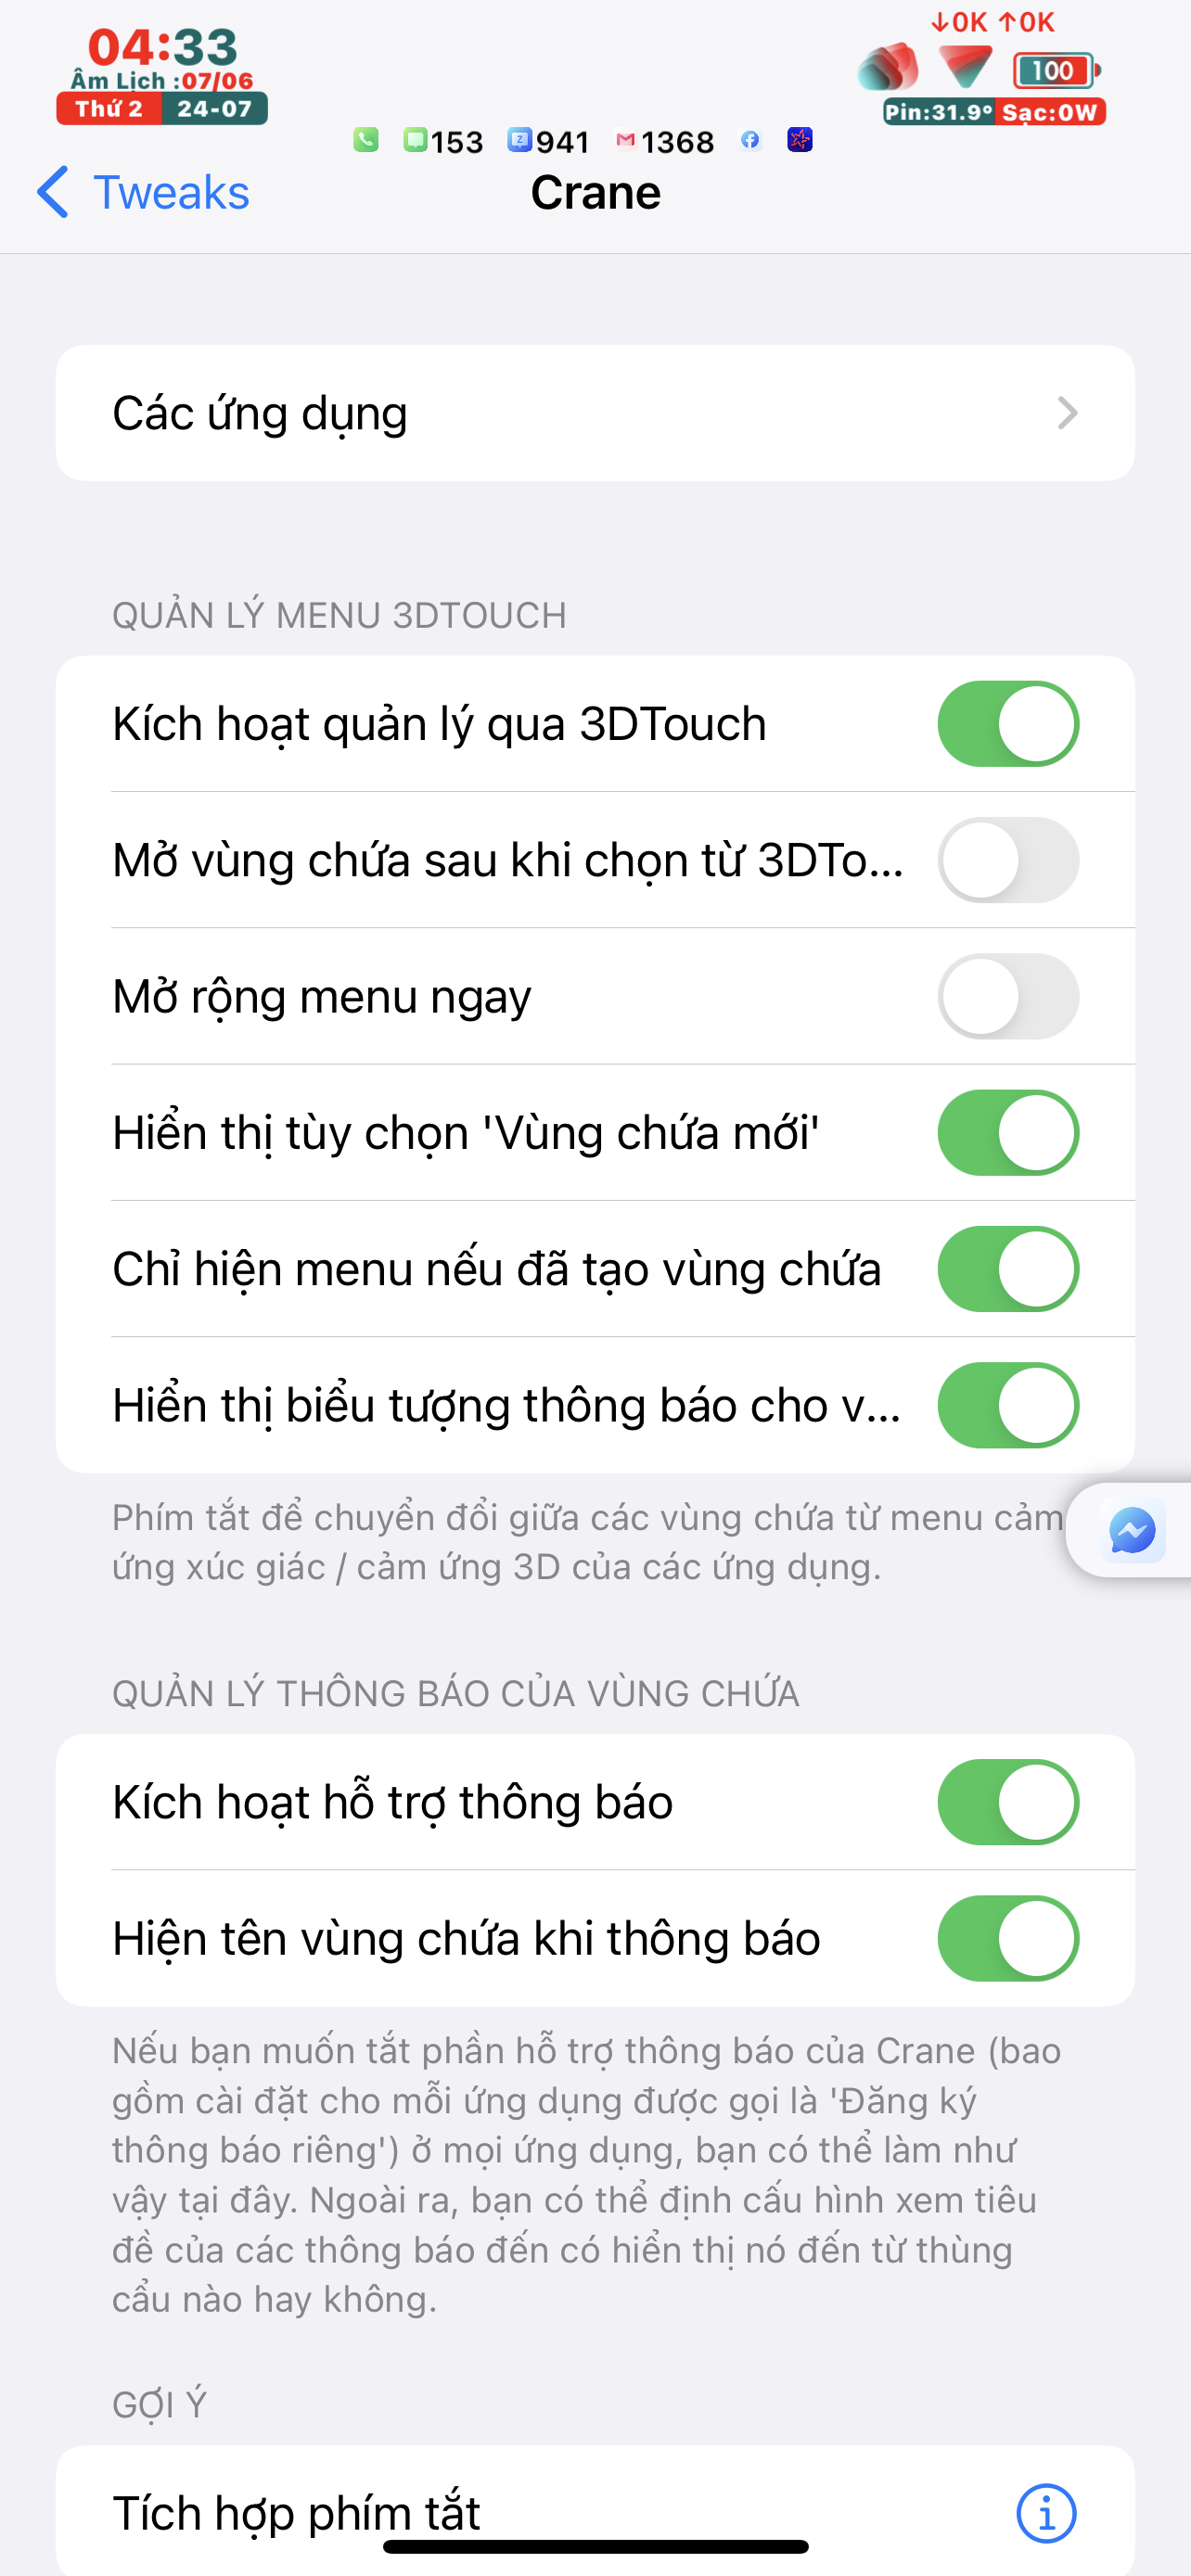 04:33
Âm Lịch :07/06
Thứ 2 24-07
↓0K ↑0K
100
Pin:31.9° Sạc:0W
153 941 1368
Tweaks
Crane
Các ứng dụng
QUẢN LÝ MENU 3DTOUCH
Kích hoạt quản lý qua 3DTouch
Mở vùng chứa sau khi chọn từ 3DTo...
Mở rộng menu ngay
Hiển thị tùy chọn 'Vùng chứa mới'
Chỉ hiện menu nếu đã tạo vùng chứa
Hiển thị biểu tượng thông báo cho v...
Phím tắt để chuyển đổi giữa các vùng chứa từ menu cảm
ứng xúc giác / cảm ứng 3D của các ứng dụng.
QUẢN LÝ THÔNG BÁO CỦA VÙNG CHỨA
Kích hoạt hỗ trợ thông báo
Hiện tên vùng chứa khi thông báo
Nếu bạn muốn tắt phần hỗ trợ thông báo của Crane (bao
gồm cài đặt cho mỗi ứng dụng được gọi là 'Đăng ký
thông báo riêng') ở mọi ứng dụng, bạn có thể làm như
vậy tại đây. Ngoài ra, bạn có thể định cấu hình xem tiêu
đề của các thông báo đến có hiển thị nó đến từ thùng
cẩu nào hay không.
GỢI Ý
Tích hợp phím tắt